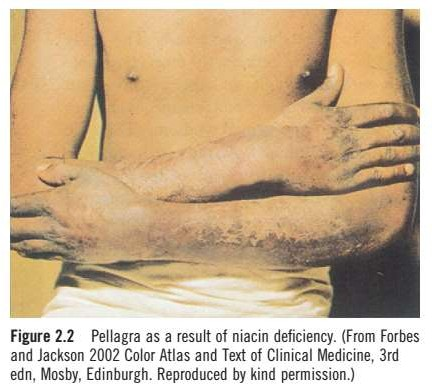 Figure 2.2 Pellagra as a result of niacin deficiency. (From Forbes
and Jackson 2002 Color Atlas and Text of Clinical Medicine, 3rd
edn, Mosby, Edinburgh. Reproduced by kind permission.)